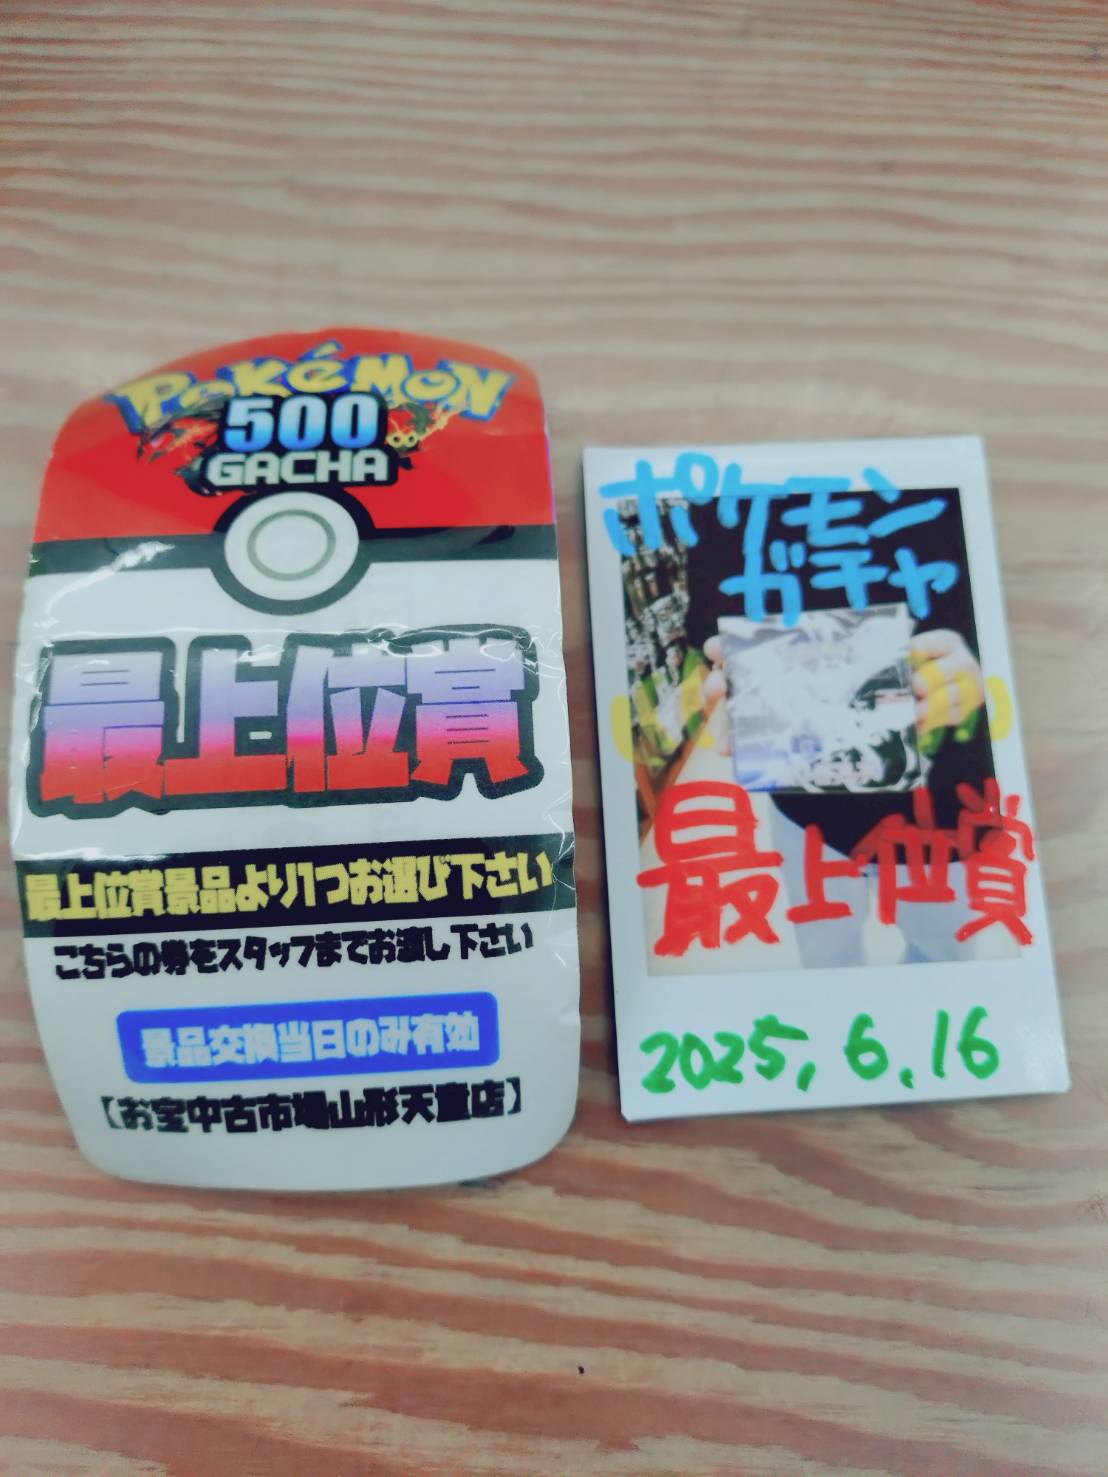 Pokémon
500
GACHA
最上位賞
最上位賞景品より1つお選び下さい
こちらの券をスタッフまでお渡し下さい
景品交換当日のみ有効
【お宝中古市場山形天童店】
ポケモン
ガチャ
最上位賞
2025,6,16